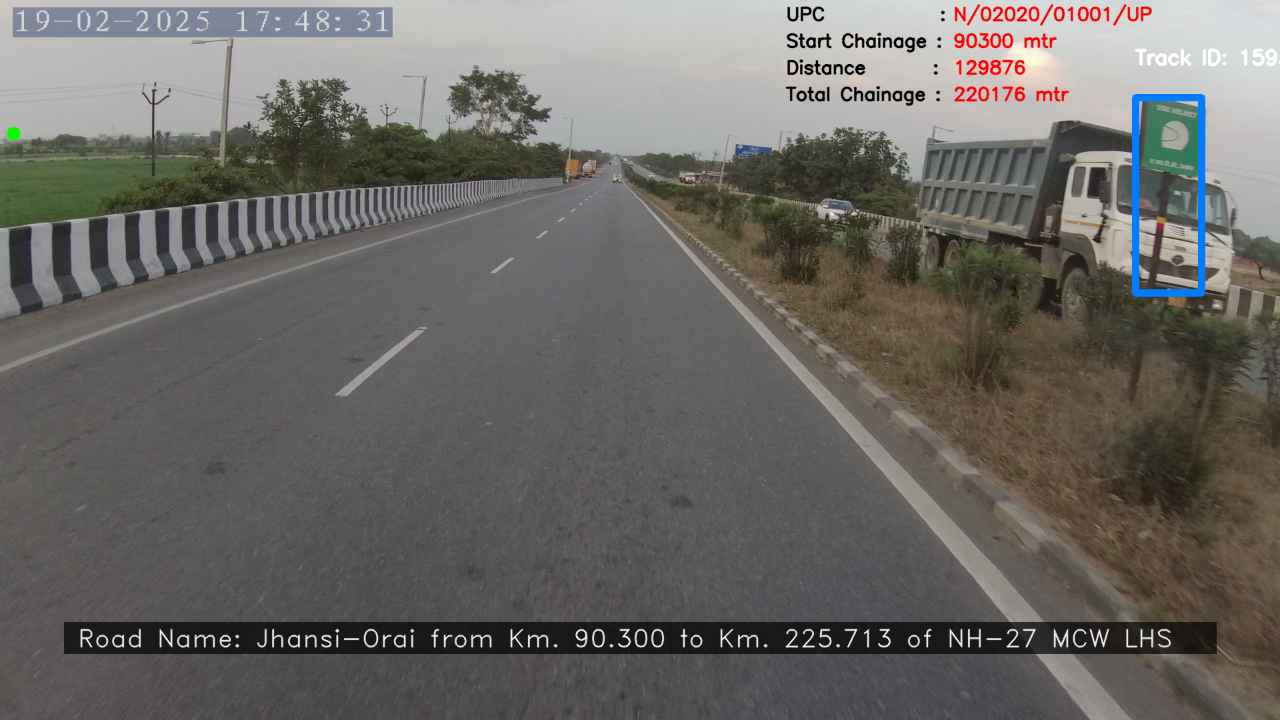 19-02-2025 17:48:31
UPC : N/02020/01001/UP
Start Chainage : 90300 mtr
Distance : 129876
Total Chainage : 220176 mtr
Track ID: 159
USE HELMET
Road Name: Jhansi-Orai from Km. 90.300 to Km. 225.713 of NH-27 MCW LHS